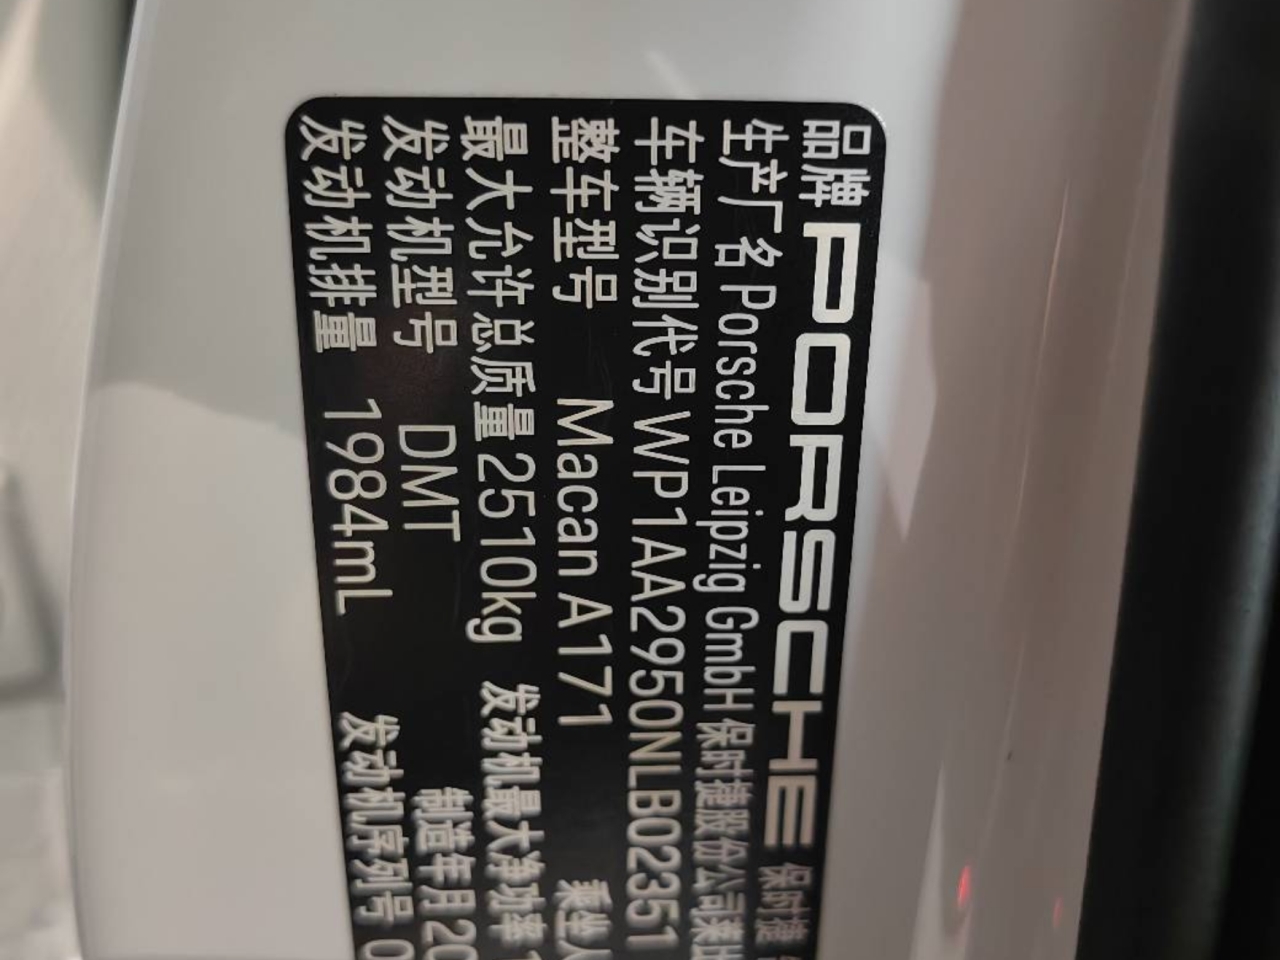 品牌 PORSCHE 保时捷
生产厂名 Porsche Leipzig GmbH 保时捷股份公司莱比
车辆识别代号 WP1AA2950NLB02351
整车型号 Macan A171 乘坐人
最大允许总质量 2510kg 发动机最大净功率 1
发动机型号 DMT 制造年月 20
发动机排量 1984mL 发动机序列号 0